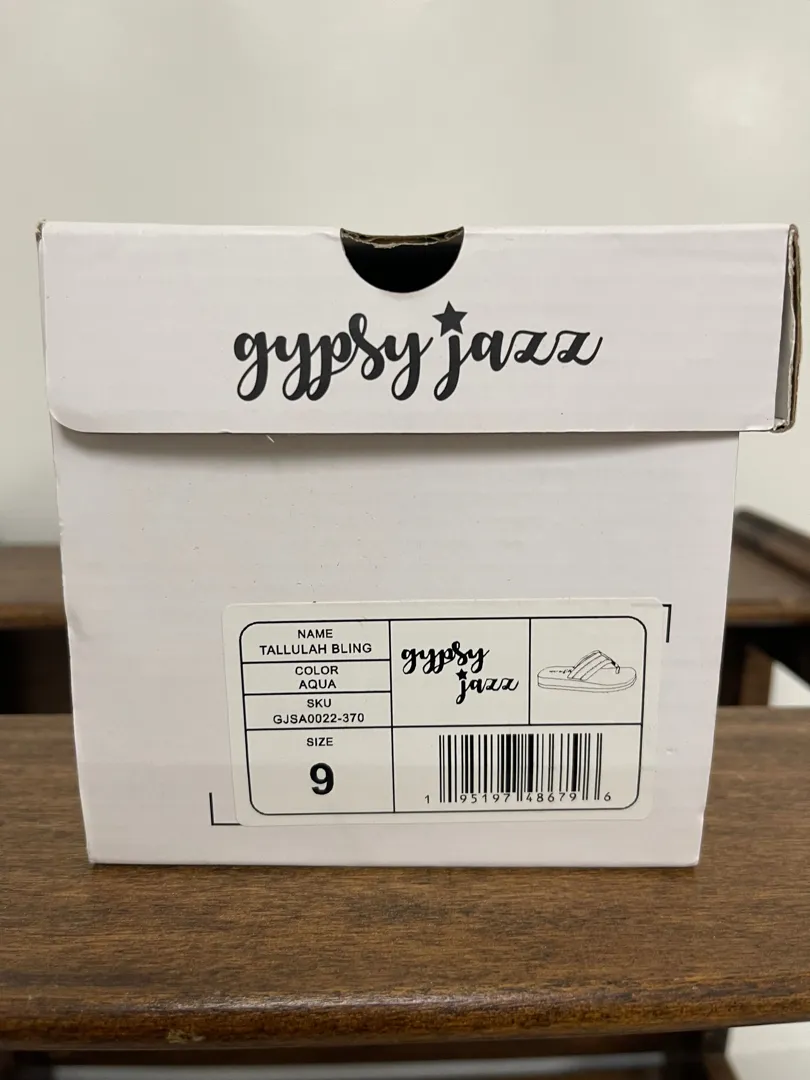 gypsy jazz
NAME
TALLULAH BLING
COLOR
AQUA
SKU
GJSA0022-370
SIZE
9
gypsy
jazz
1 95197 48679 6